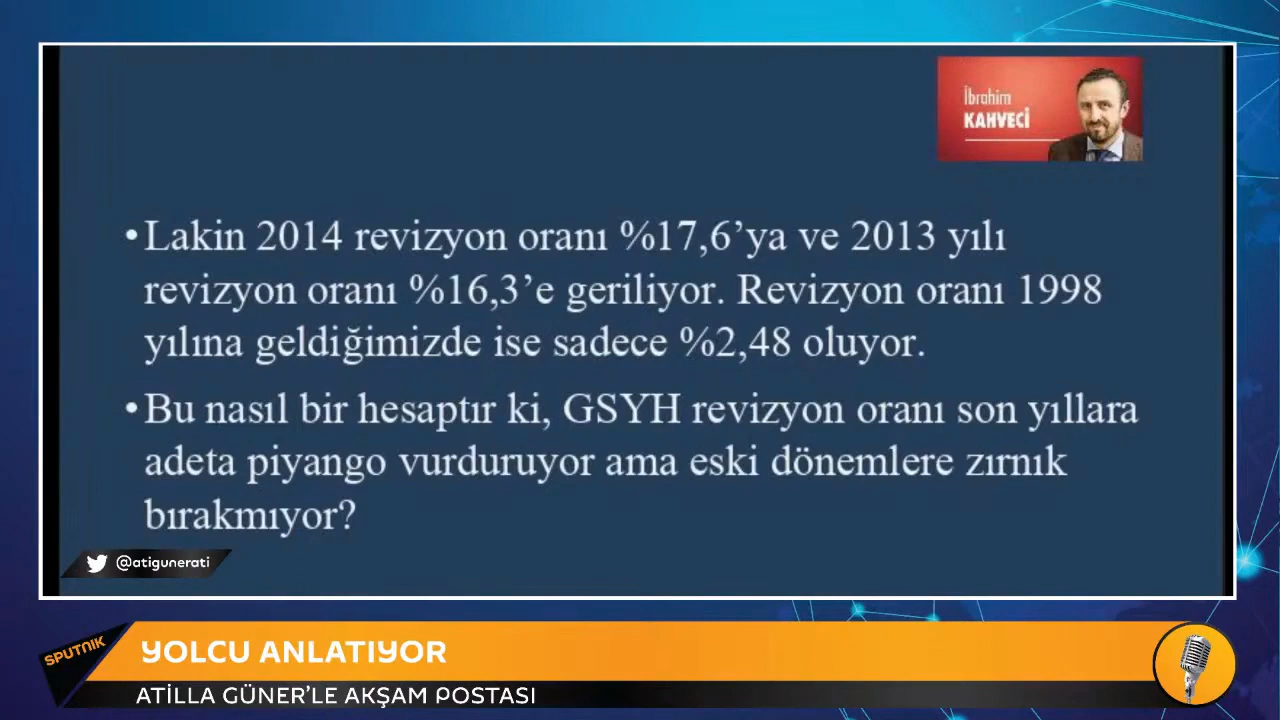 İbrahim
KAHVECİ
•Lakin 2014 revizyon oranı %17,6’ya ve 2013 yılı
revizyon oranı %16,3’e geriliyor. Revizyon oranı 1998
yılına geldiğimizde ise sadece %2,48 oluyor.
•Bu nasıl bir hesaptır ki, GSYH revizyon oranı son yıllara
adeta piyango vurduruyor ama eski dönemlere zırnık
bırakmıyor?
@atigunerati
SPUTNİK
YOLCU ANLATIYOR
ATİLLA GÜNER’LE AKŞAM POSTASI